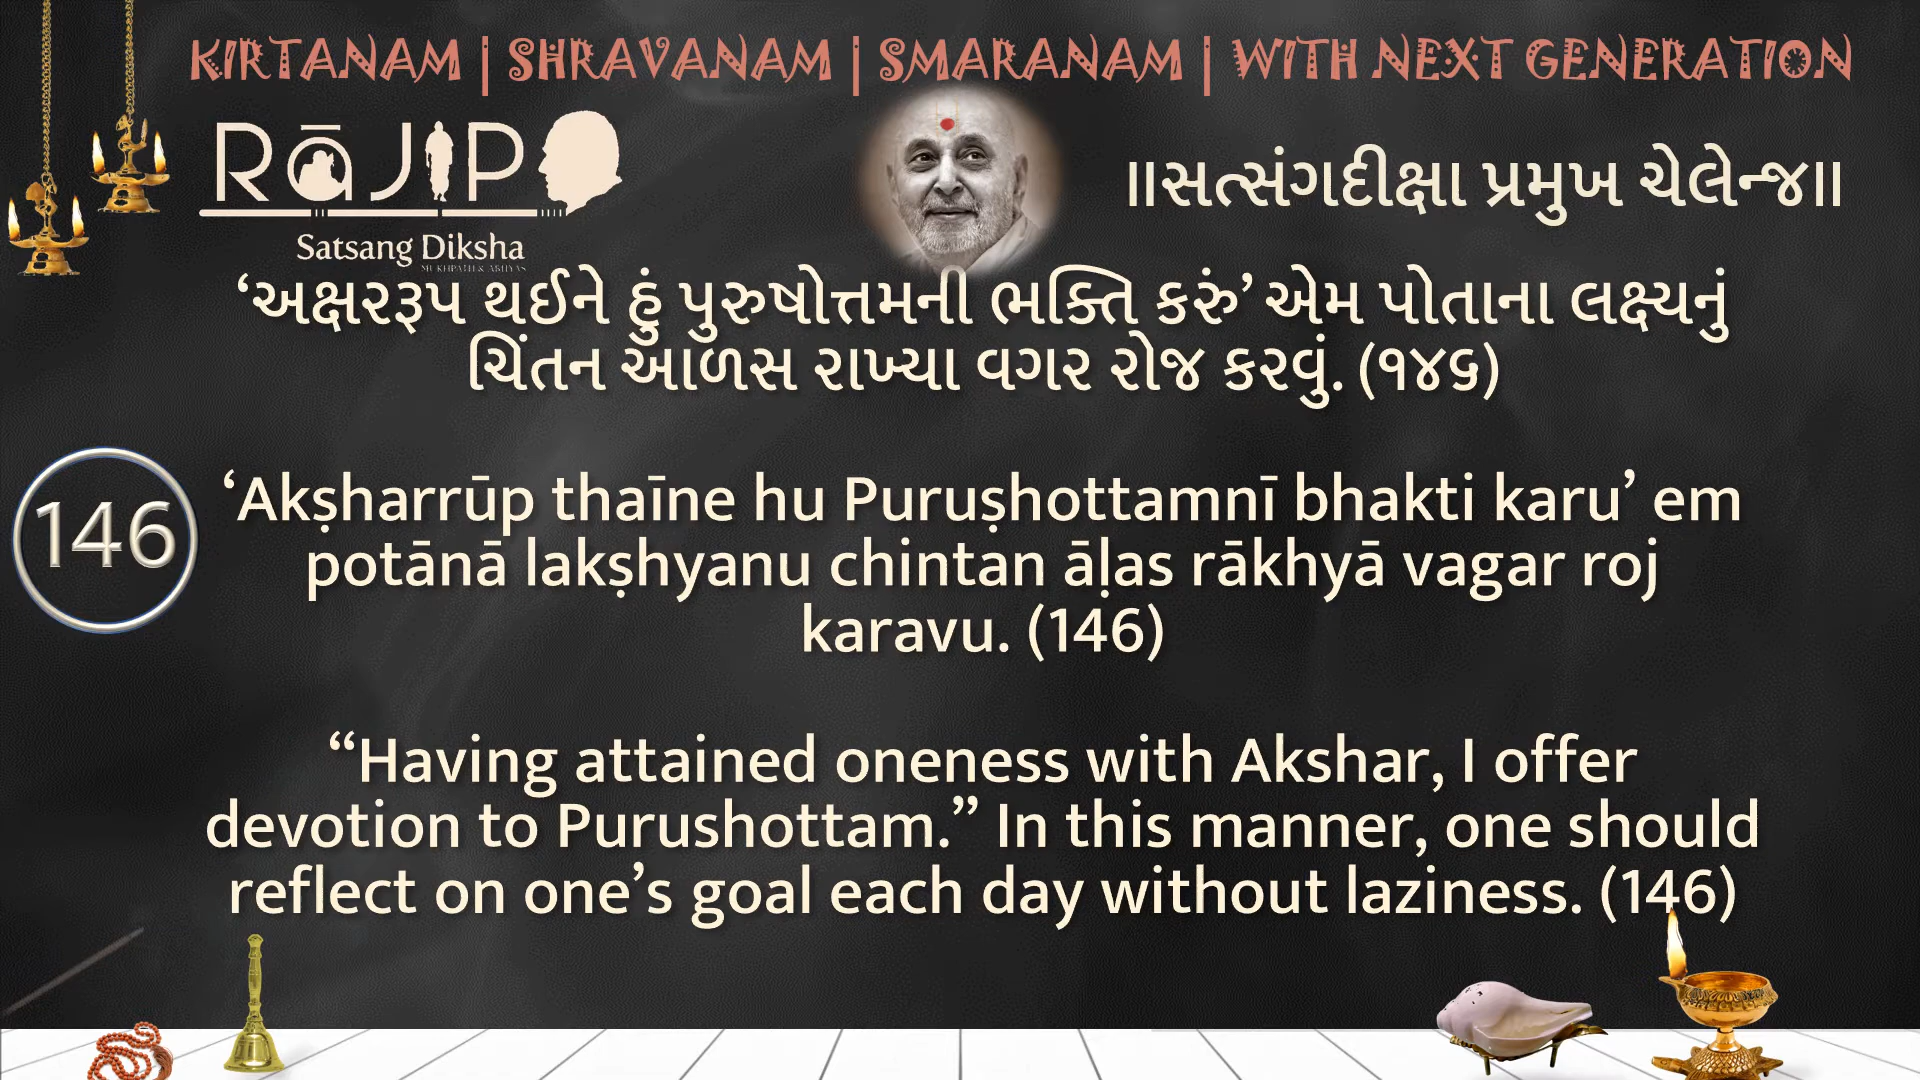 KIRTANAM | SHRAVANAM | SMARANAM | WITH NEXT GENERATION
RāJIPO
Satsang Diksha
MUKHPATH & ABHYAS
॥સત્સંગદીક્ષા પ્રમુખ ચેલેન્જ॥
‘અક્ષરરૂપ થઈને હું પુરુષોત્તમની ભક્તિ કરું’ એમ પોતાના લક્ષ્યનું
ચિંતન આળસ રાખ્યા વગર રોજ કરવું. (૧૪૬)
146
‘Akṣharrūp thaīne hu Puruṣhottamnī bhakti karu’ em
potānā lakṣhyanu chintan āḷas rākhyā vagar roj
karavu. (146)
“Having attained oneness with Akshar, I offer
devotion to Purushottam.” In this manner, one should
reflect on one’s goal each day without laziness. (146)